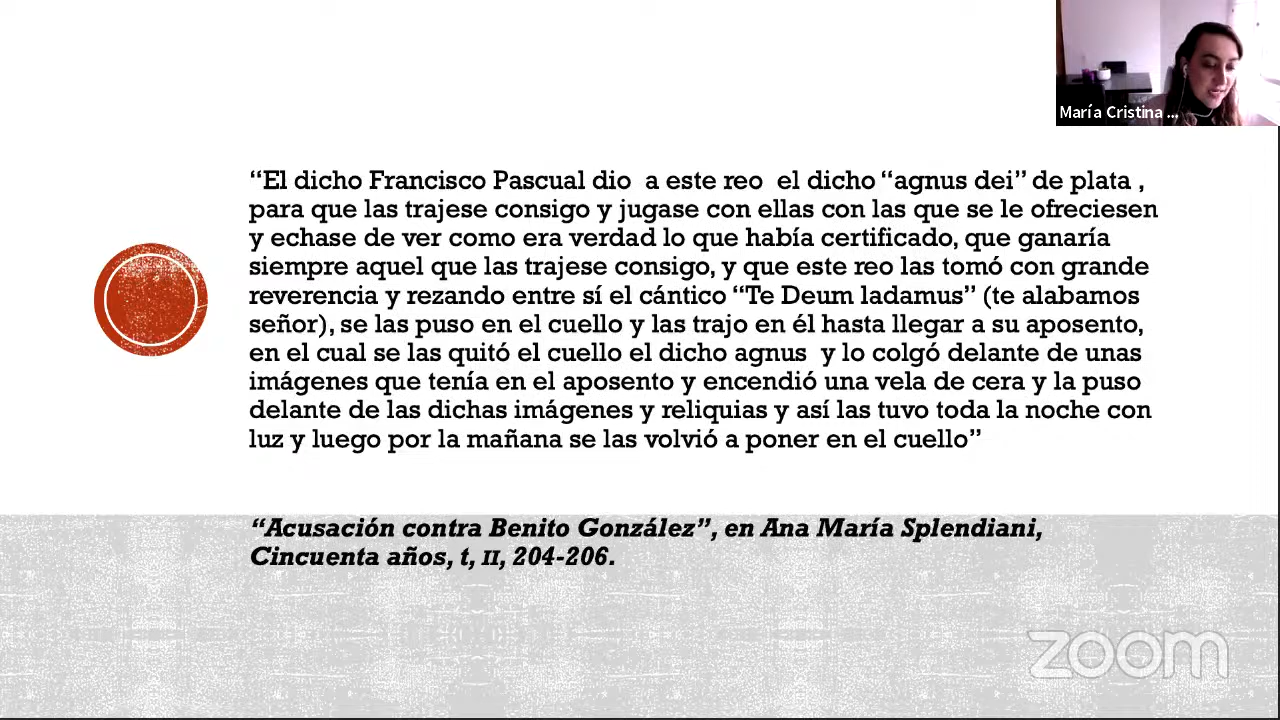 María Cristina ...
“El dicho Francisco Pascual dio a este reo el dicho “agnus dei” de plata ,
para que las trajese consigo y jugase con ellas con las que se le ofreciesen
y echase de ver como era verdad lo que había certificado, que ganaría
siempre aquel que las trajese consigo, y que este reo las tomó con grande
reverencia y rezando entre sí el cántico “Te Deum ladamus” (te alabamos
señor), se las puso en el cuello y las trajo en él hasta llegar a su aposento,
en el cual se las quitó el cuello el dicho agnus y lo colgó delante de unas
imágenes que tenía en el aposento y encendió una vela de cera y la puso
delante de las dichas imágenes y reliquias y así las tuvo toda la noche con
luz y luego por la mañana se las volvió a poner en el cuello”
“Acusación contra Benito González”, en Ana María Splendiani,
Cincuenta años, t, II, 204-206.
zoom